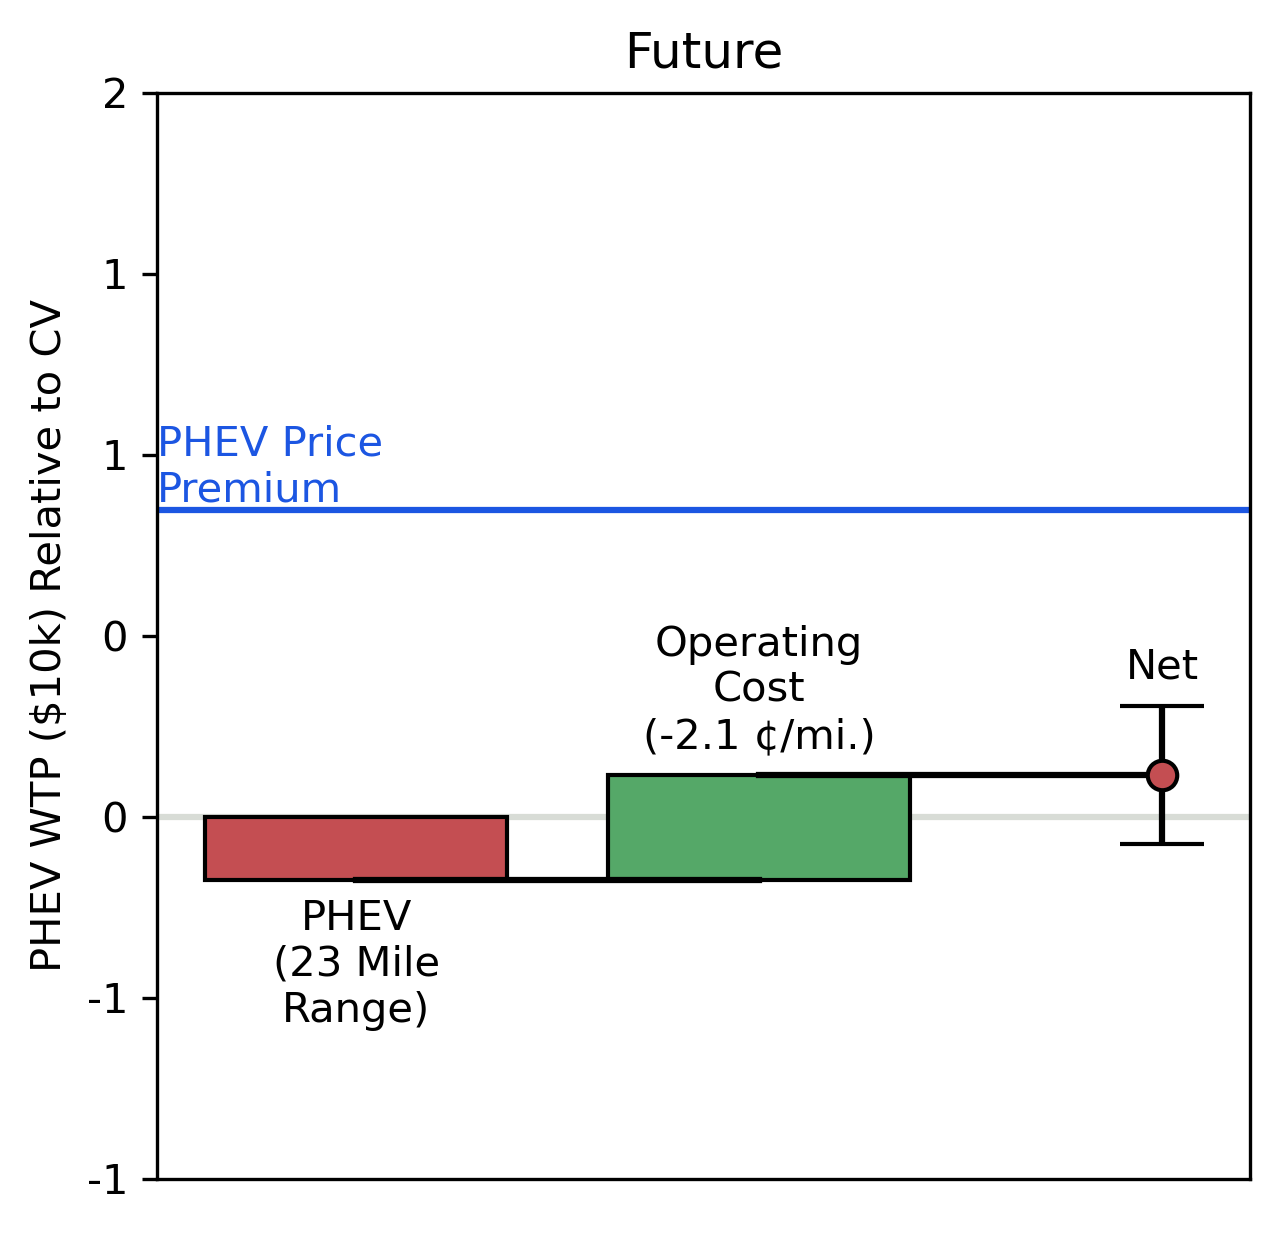 Future
2
1
1
0
0
-1
-1
PHEV WTP ($10k) Relative to CV
PHEV Price
Premium
Operating
Cost
(-2.1 ¢/mi.)
Net
PHEV
(23 Mile
Range)